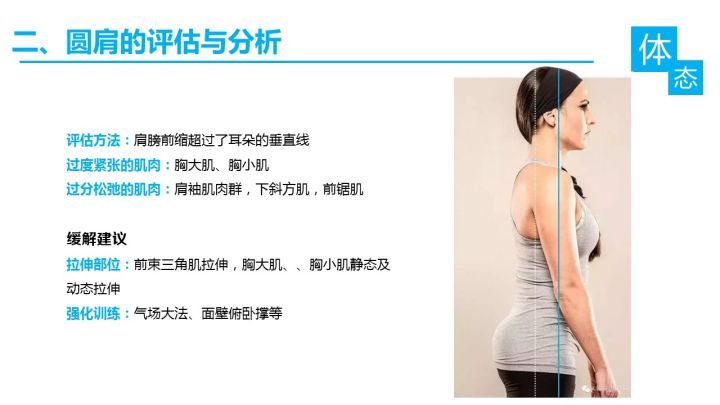 二、圆肩的评估与分析
体
态
评估方法：肩膀前缩超过了耳朵的垂直线
过度紧张的肌肉：胸大肌、胸小肌
过分松弛的肌肉：肩袖肌肉群，下斜方肌，前锯肌
缓解建议
拉伸部位：前束三角肌拉伸，胸大肌、、胸小肌静态及
动态拉伸
强化训练：气场大法、面壁俯卧撑等